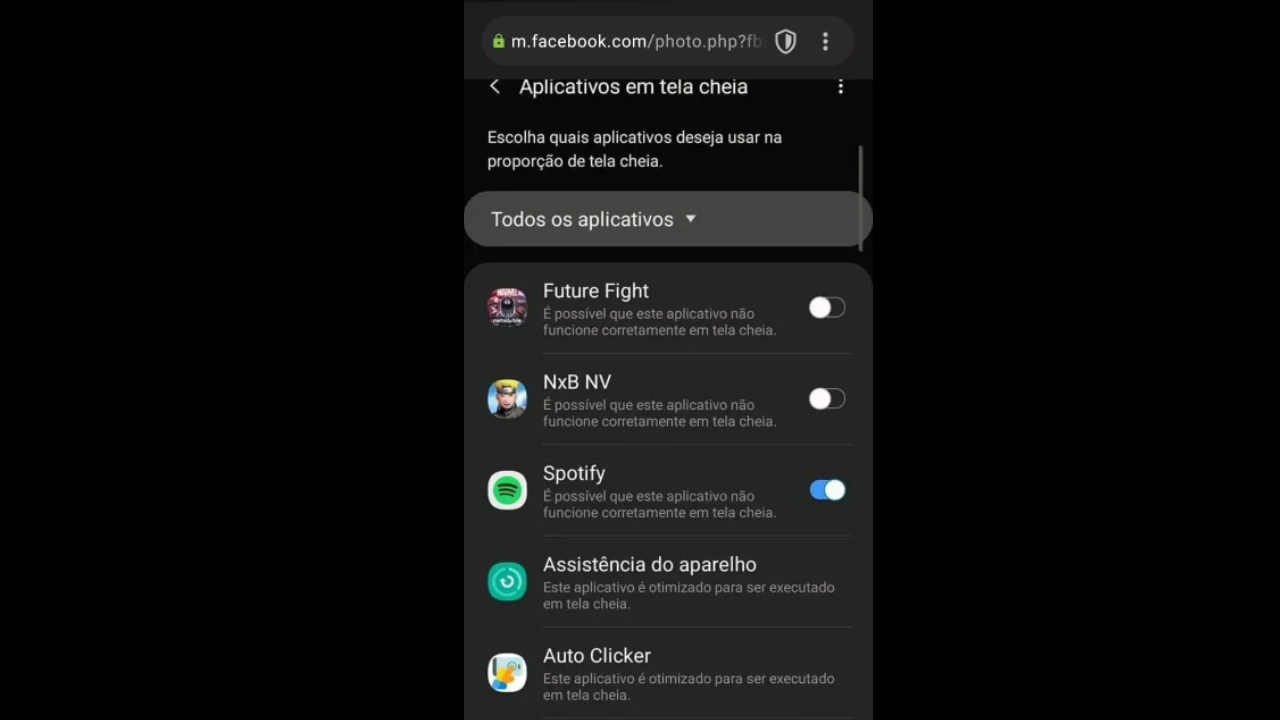 m.facebook.com/photo.php?fb
Aplicativos em tela cheia
Escolha quais aplicativos deseja usar na
proporção de tela cheia.
Todos os aplicativos
MARVEL
Future Fight
É possível que este aplicativo não
funcione corretamente em tela cheia.
NxB NV
É possível que este aplicativo não
funcione corretamente em tela cheia.
Spotify
É possível que este aplicativo não
funcione corretamente em tela cheia.
Assistência do aparelho
Este aplicativo é otimizado para ser executado
em tela cheia.
Auto Clicker
Este aplicativo é otimizado para ser executado
em tela cheia.